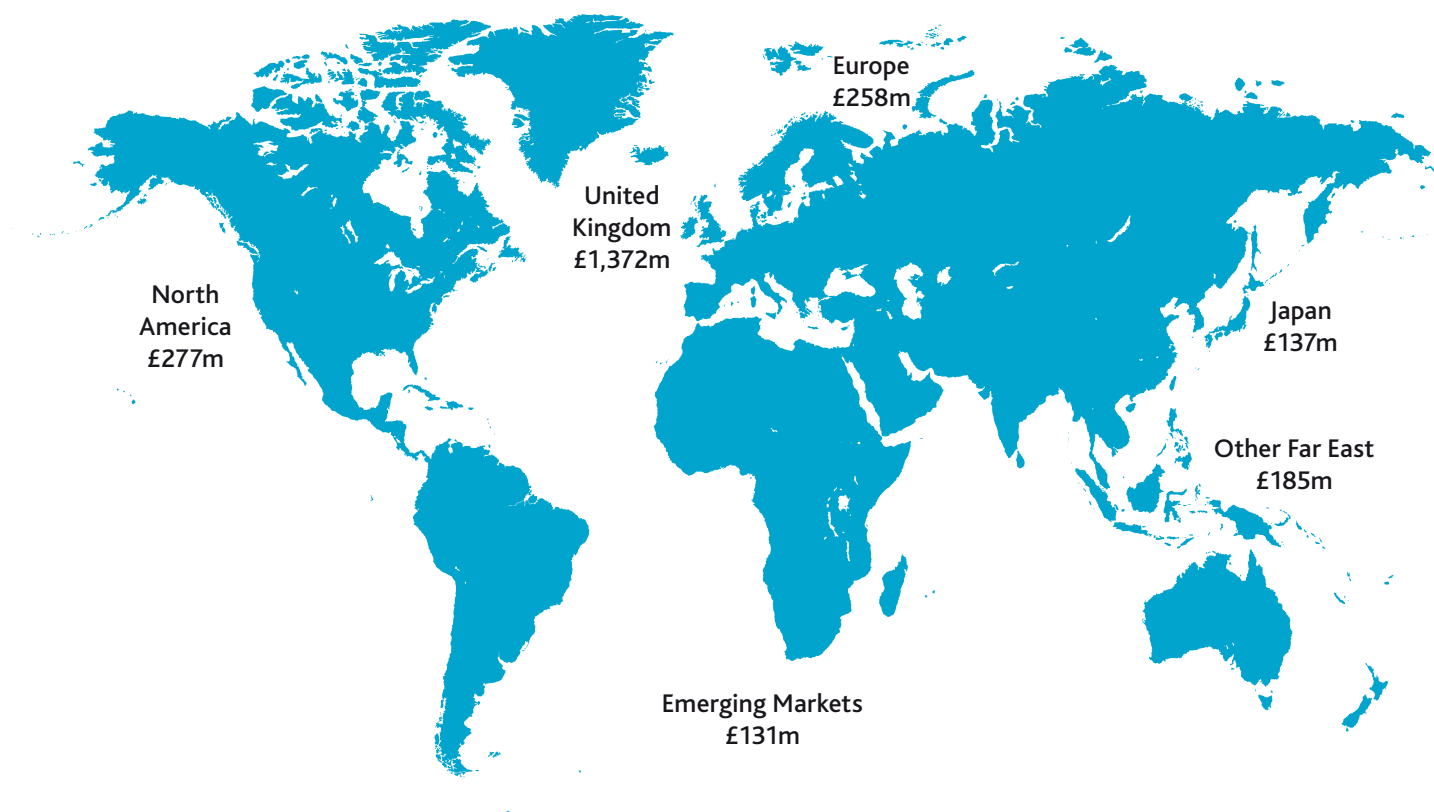 Europe
£258m
United
Kingdom
£1,372m
North
America
£277m
Japan
£137m
Other Far East
£185m
Emerging Markets
£131m